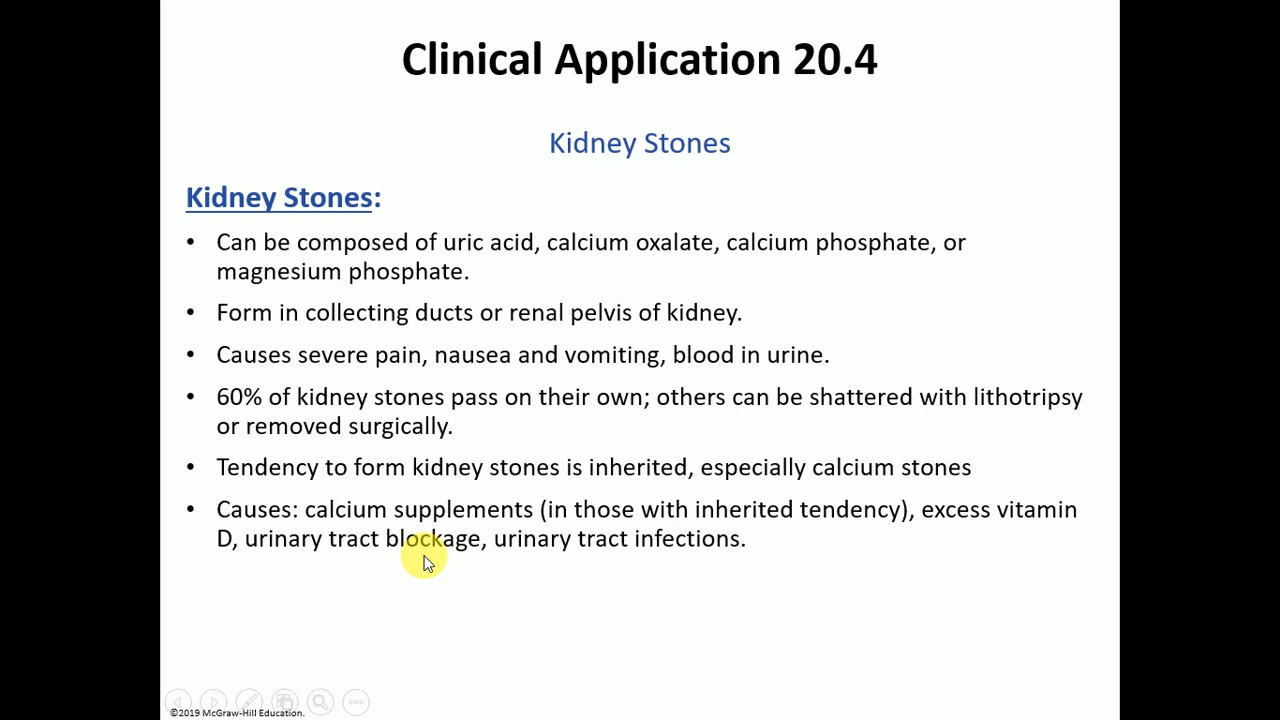 Clinical Application 20.4
Kidney Stones
Kidney Stones:
• Can be composed of uric acid, calcium oxalate, calcium phosphate, or
magnesium phosphate.
• Form in collecting ducts or renal pelvis of kidney.
• Causes severe pain, nausea and vomiting, blood in urine.
• 60% of kidney stones pass on their own; others can be shattered with lithotripsy
or removed surgically.
• Tendency to form kidney stones is inherited, especially calcium stones
• Causes: calcium supplements (in those with inherited tendency), excess vitamin
D, urinary tract blockage, urinary tract infections.
©2019 McGraw-Hill Education.